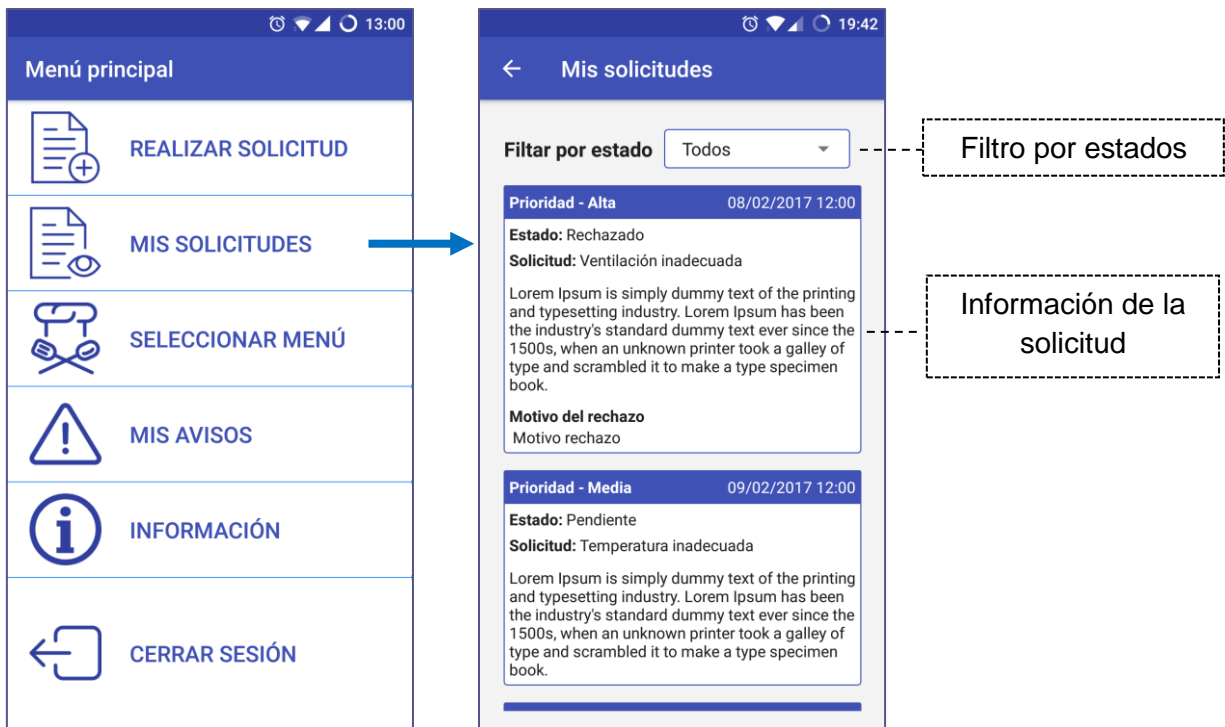 13:00
Menú principal
REALIZAR SOLICITUD
MIS SOLICITUDES
SELECCIONAR MENÚ
MIS AVISOS
INFORMACIÓN
CERRAR SESIÓN
19:42
Mis solicitudes
Filtar por estado Todos
Prioridad - Alta 08/02/2017 12:00
Estado: Rechazado
Solicitud: Ventilación inadecuada
Lorem Ipsum is simply dummy text of the printing
and typesetting industry. Lorem Ipsum has been
the industry's standard dummy text ever since the
1500s, when an unknown printer took a galley of
type and scrambled it to make a type specimen
book.
Motivo del rechazo
Motivo rechazo
Prioridad - Media 09/02/2017 12:00
Estado: Pendiente
Solicitud: Temperatura inadecuada
Lorem Ipsum is simply dummy text of the printing
and typesetting industry. Lorem Ipsum has been
the industry's standard dummy text ever since the
1500s, when an unknown printer took a galley of
type and scrambled it to make a type specimen
book.
Filtro por estados
Información de la
solicitud